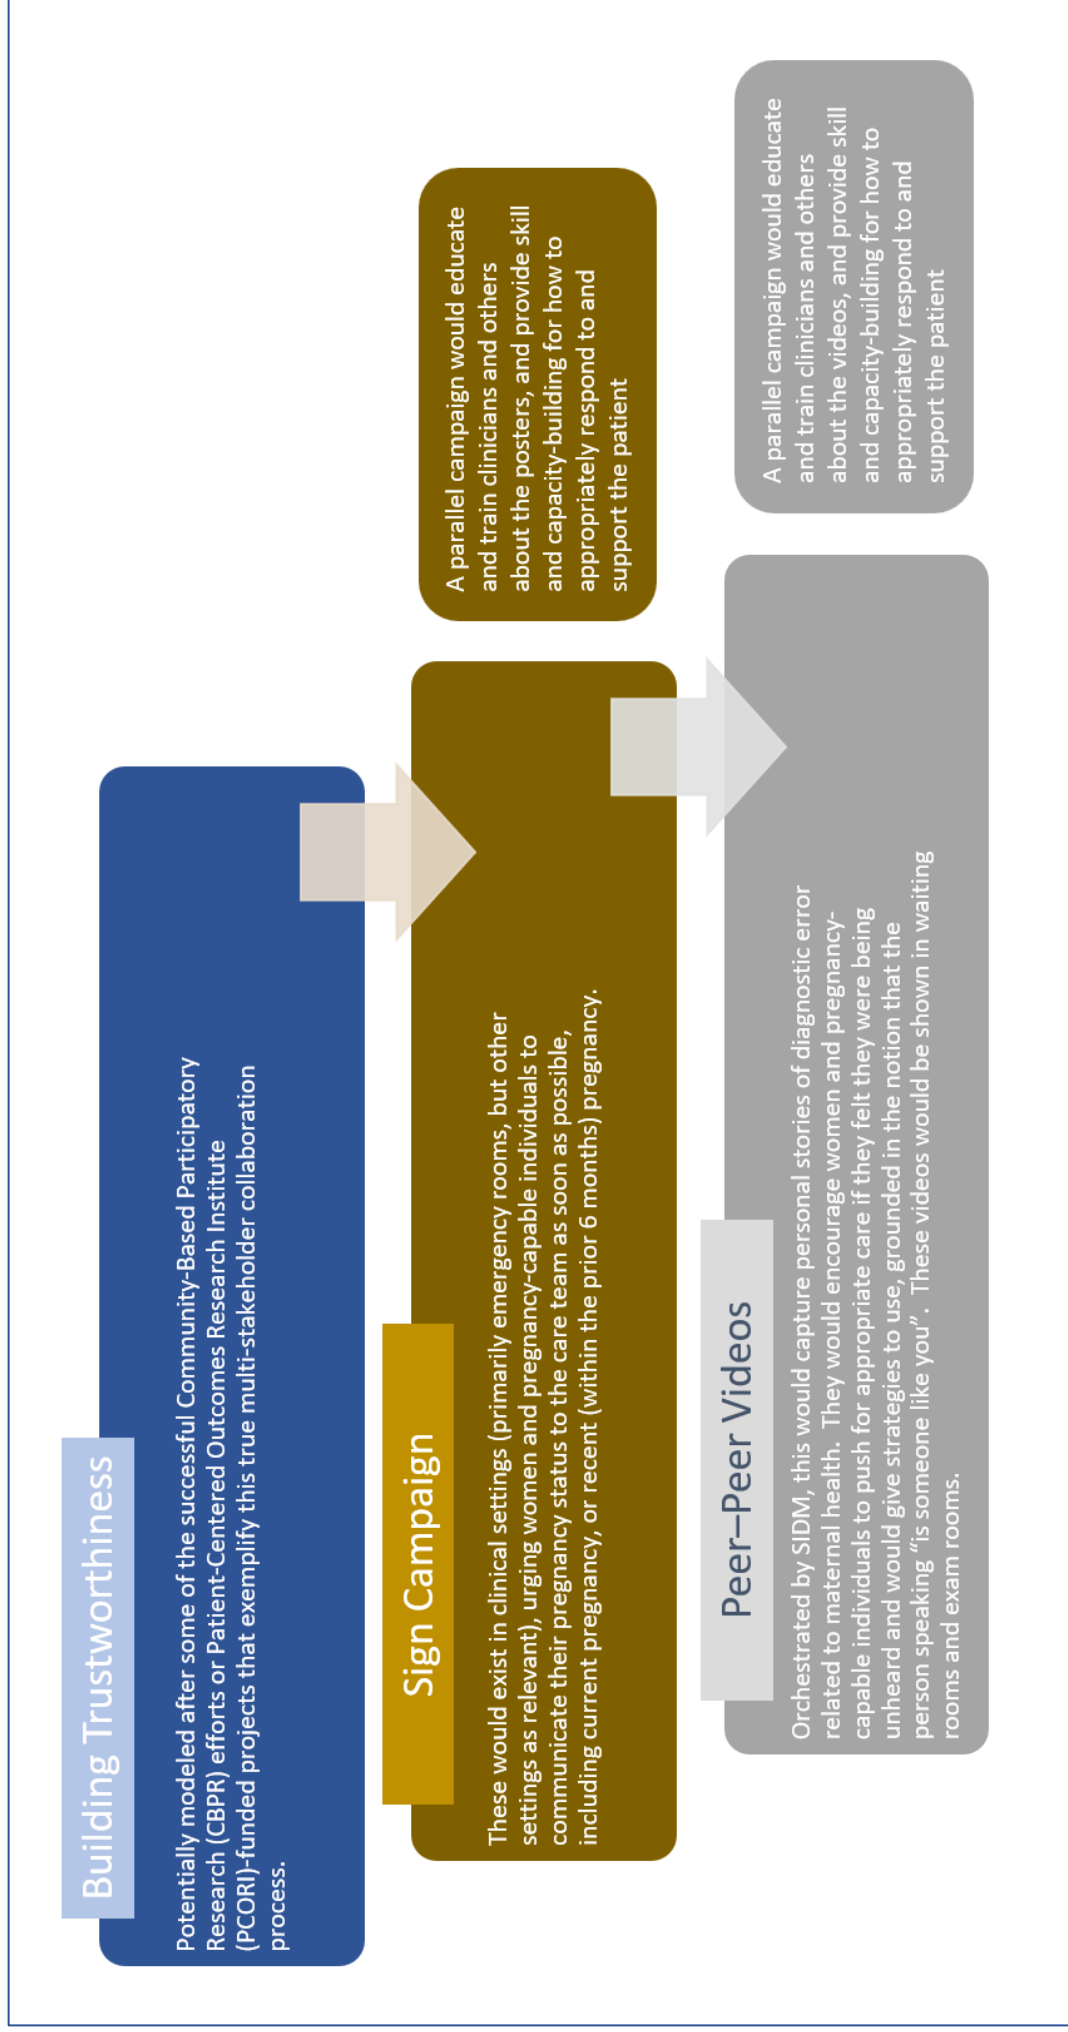 Building Trustworthiness
Potentially modeled after some of the successful Community-Based Participatory
Research (CBPR) efforts or Patient-Centered Outcomes Research Institute
(PCORI)-funded projects that exemplify this true multi-stakeholder collaboration
process.
Sign Campaign
These would exist in clinical settings (primarily emergency rooms, but other
settings as relevant), urging women and pregnancy-capable individuals to
communicate their pregnancy status to the care team as soon as possible,
including current pregnancy, or recent (within the prior 6 months) pregnancy.
A parallel campaign would educate
and train clinicians and others
about the posters, and provide skill
and capacity-building for how to
appropriately respond to and
support the patient
Peer–Peer Videos
Orchestrated by SIDM, this would capture personal stories of diagnostic error
related to maternal health.  They would encourage women and pregnancy-
capable individuals to push for appropriate care if they felt they were being
unheard and would give strategies to use, grounded in the notion that the
person speaking “is someone like you”.  These videos would be shown in waiting
rooms and exam rooms.
A parallel campaign would educate
and train clinicians and others
about the videos, and provide skill
and capacity-building for how to
appropriately respond to and
support the patient